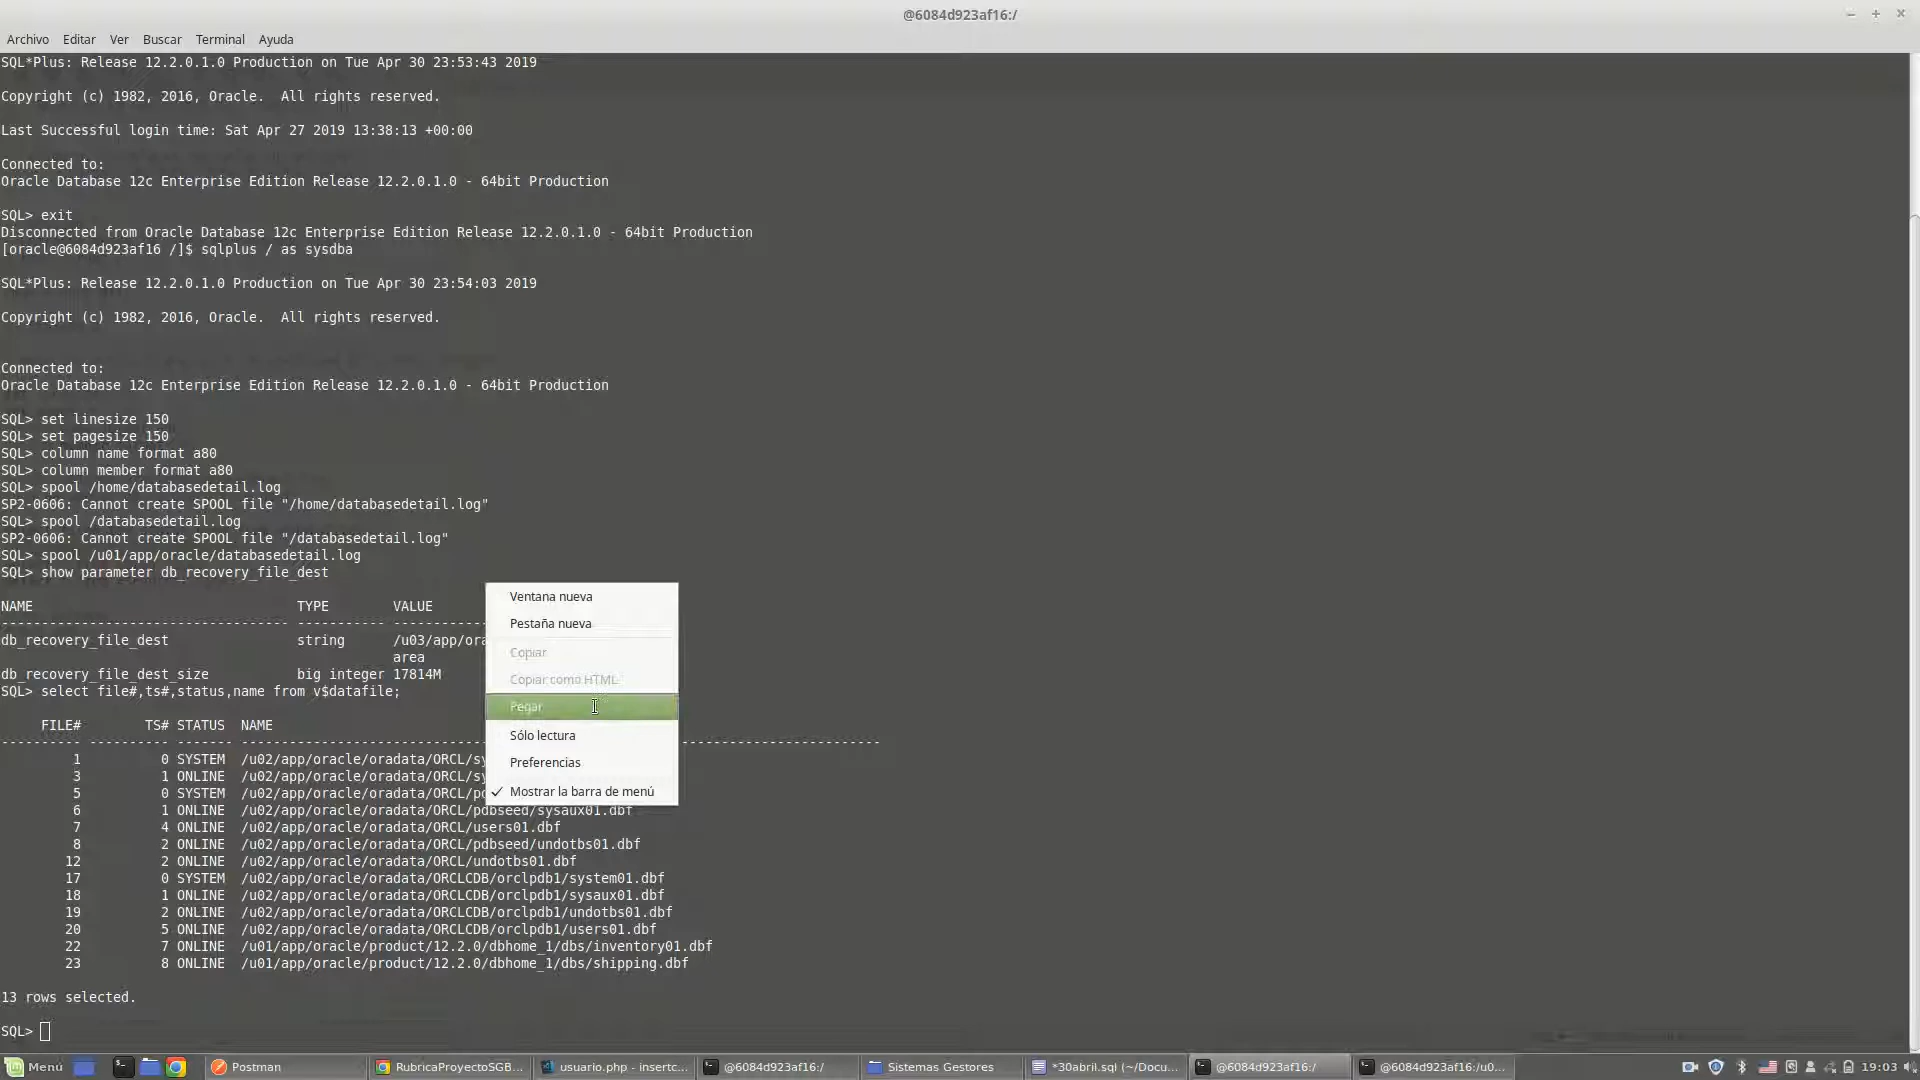 @6084d923af16:/
Archivo Editar Ver Buscar Terminal Ayuda
SQL*Plus: Release 12.2.0.1.0 Production on Tue Apr 30 23:53:43 2019
Copyright (c) 1982, 2016, Oracle.  All rights reserved.
Last Successful login time: Sat Apr 27 2019 13:38:13 +00:00
Connected to:
Oracle Database 12c Enterprise Edition Release 12.2.0.1.0 - 64bit Production
SQL> exit
Disconnected from Oracle Database 12c Enterprise Edition Release 12.2.0.1.0 - 64bit Production
[oracle@6084d923af16 /]$ sqlplus / as sysdba
SQL*Plus: Release 12.2.0.1.0 Production on Tue Apr 30 23:54:03 2019
Copyright (c) 1982, 2016, Oracle.  All rights reserved.
Connected to:
Oracle Database 12c Enterprise Edition Release 12.2.0.1.0 - 64bit Production
SQL> set linesize 150
SQL> set pagesize 150
SQL> column name format a80
SQL> column member format a80
SQL> spool /home/databasedetail.log
SP2-0606: Cannot create SPOOL file "/home/databasedetail.log"
SQL> spool /databasedetail.log
SP2-0606: Cannot create SPOOL file "/databasedetail.log"
SQL> spool /u01/app/oracle/databasedetail.log
SQL> show parameter db_recovery_file_dest
NAME TYPE VALUE
------------------------------------ ----------- ------------
db_recovery_file_dest string /u03/app/ora
area
db_recovery_file_dest_size big integer 17814M
SQL> select file#,ts#,status,name from v$datafile;
FILE# TS# STATUS NAME
---------- ---------- ------- --------------------------------------------------------------------------------
1 0 SYSTEM /u02/app/oracle/oradata/ORCL/sy
3 1 ONLINE /u02/app/oracle/oradata/ORCL/sy
5 0 SYSTEM /u02/app/oracle/oradata/ORCL/pd
6 1 ONLINE /u02/app/oracle/oradata/ORCL/pdbseed/sysaux01.dbf
7 4 ONLINE /u02/app/oracle/oradata/ORCL/users01.dbf
8 2 ONLINE /u02/app/oracle/oradata/ORCL/pdbseed/undotbs01.dbf
12 2 ONLINE /u02/app/oracle/oradata/ORCL/undotbs01.dbf
17 0 SYSTEM /u02/app/oracle/oradata/ORCLCDB/orclpdb1/system01.dbf
18 1 ONLINE /u02/app/oracle/oradata/ORCLCDB/orclpdb1/sysaux01.dbf
19 2 ONLINE /u02/app/oracle/oradata/ORCLCDB/orclpdb1/undotbs01.dbf
20 5 ONLINE /u02/app/oracle/oradata/ORCLCDB/orclpdb1/users01.dbf
22 7 ONLINE /u01/app/oracle/product/12.2.0/dbhome_1/dbs/inventory01.dbf
23 8 ONLINE /u01/app/oracle/product/12.2.0/dbhome_1/dbs/shipping.dbf
13 rows selected.
SQL>
Ventana nueva
Pestaña nueva
Copiar
Copiar como HTML
Pegar
Sólo lectura
Preferencias
Mostrar la barra de menú
Menú Postman RubricaProyectoSGB... usuario.php - insertc... @6084d923af16:/ Sistemas Gestores *30abril.sql (~/Docu... @6084d923af16:/ @6084d923af16:/u0... 19:03